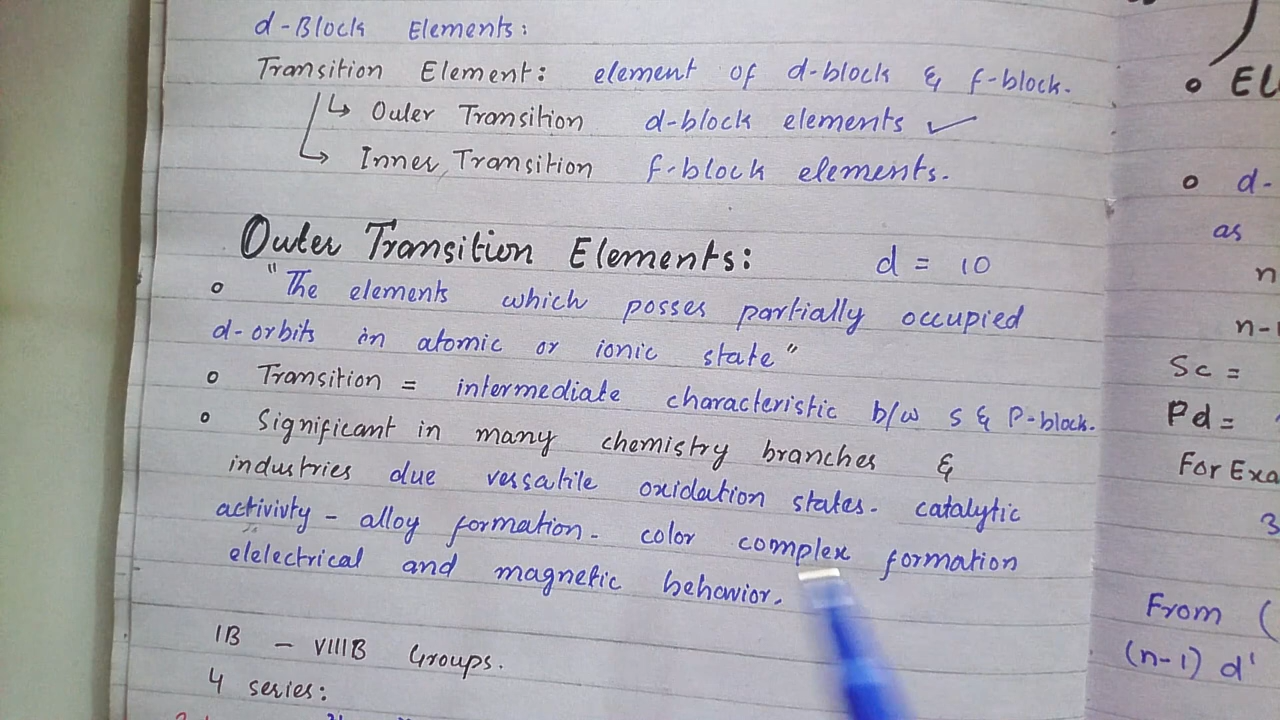 d-Block Elements:
Transition Element: element of d-block & f-block.
↳ Outer Transition d-block elements ✓
↳ Inner Transition f-block elements.
Outer Transition Elements: d = 10
"The elements which posses partially occupied
d-orbits in atomic or ionic state"
Transition = intermediate characteristic b/w s & P-block.
Significant in many chemistry branches &
industries due versatile oxidation states. catalytic
activivty - alloy formation. color complex formation
elelectrical and magnetic behavior.
IB - VIIIB Groups.
4 series:
El
d-
as
n
n-1
Sc =
Pd =
For Exa
3
From (
(n-1) d'